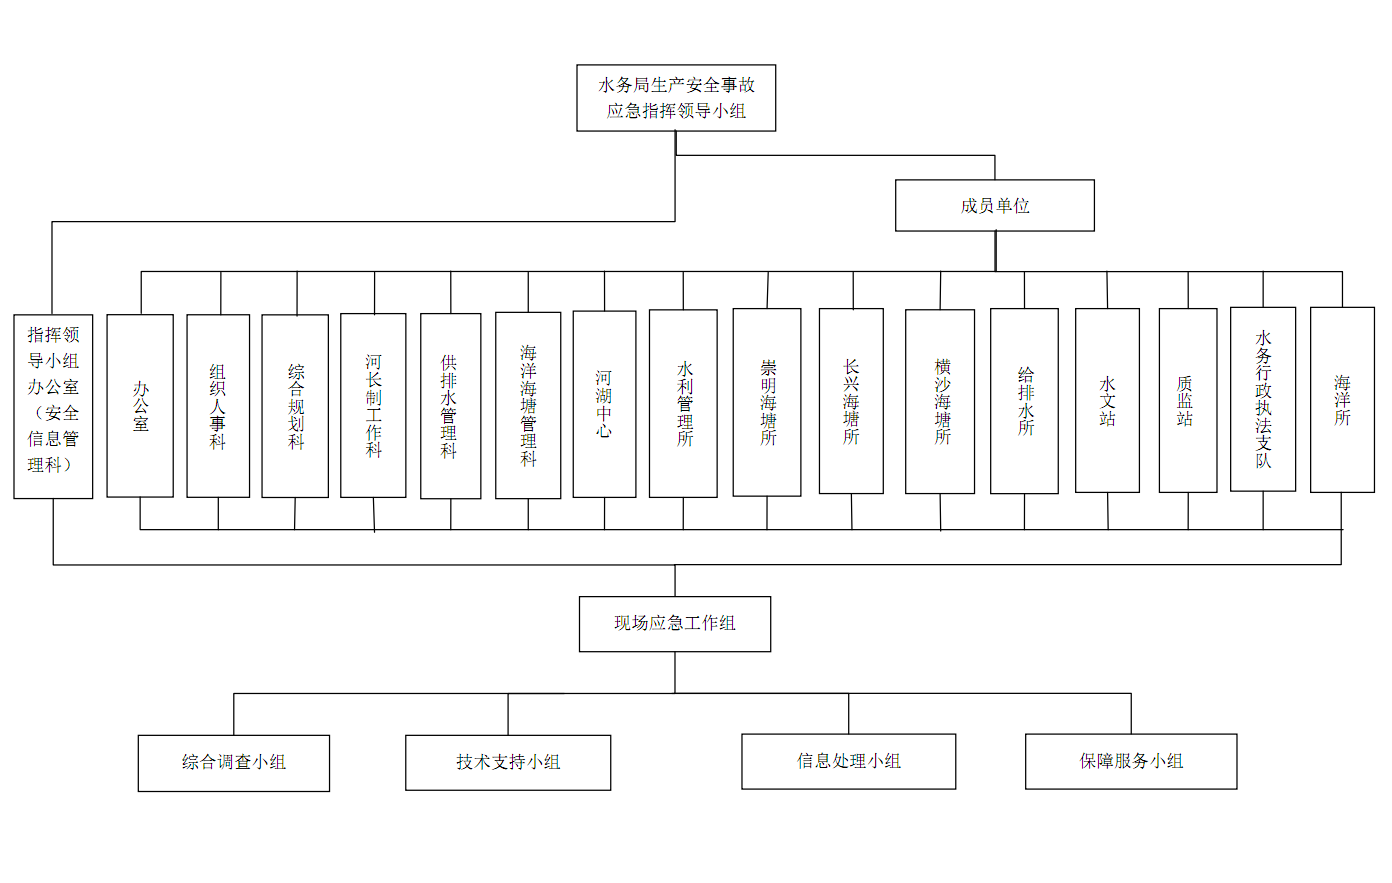 水务局生产安全事故
应急指挥领导小组
成员单位
指挥领
导小组
办公室
（安全
信息管
理科）
办公室
组织人事科
综合规划科
河长制工作科
供排水管理科
海洋海塘管理科
河湖中心
水利管理所
崇明海塘所
长兴海塘所
横沙海塘所
给排水所
水文站
质监站
水务行政执法支队
海洋所
现场应急工作组
综合调查小组
技术支持小组
信息处理小组
保障服务小组